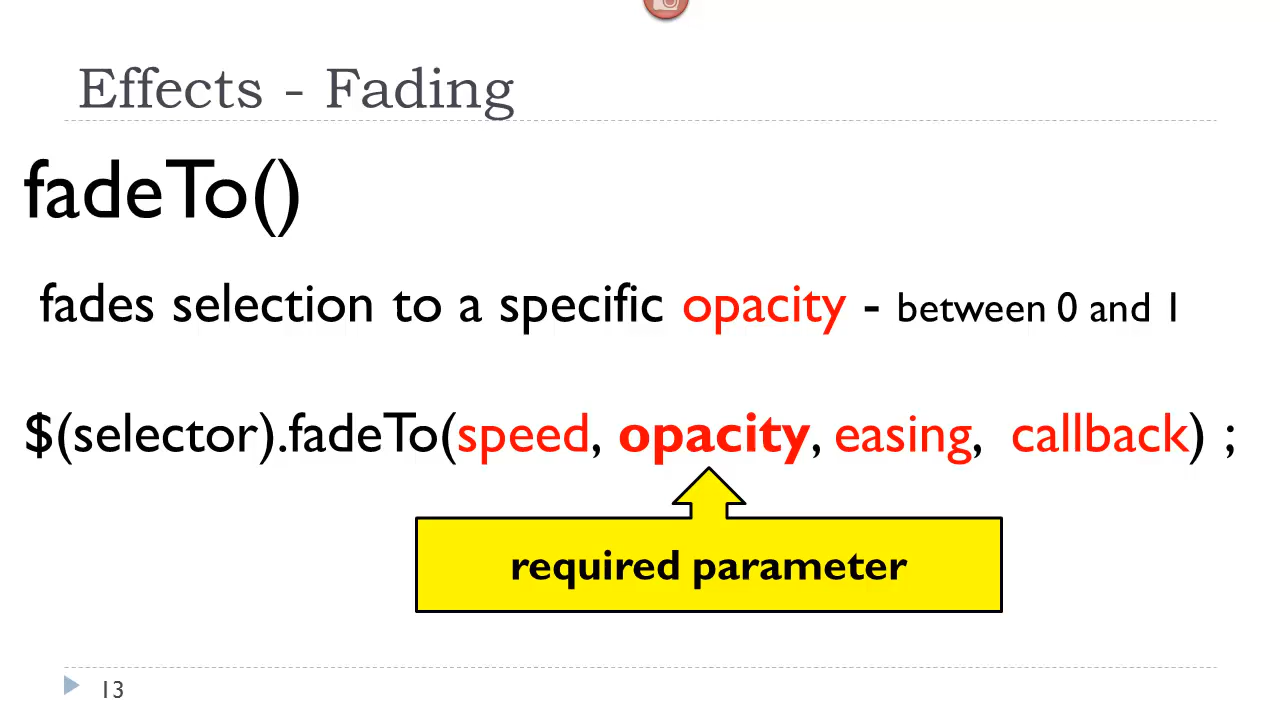 Effects - Fading
fadeTo()
fades selection to a specific opacity - between 0 and 1
$(selector).fadeTo(speed, opacity, easing, callback) ;
required parameter
13